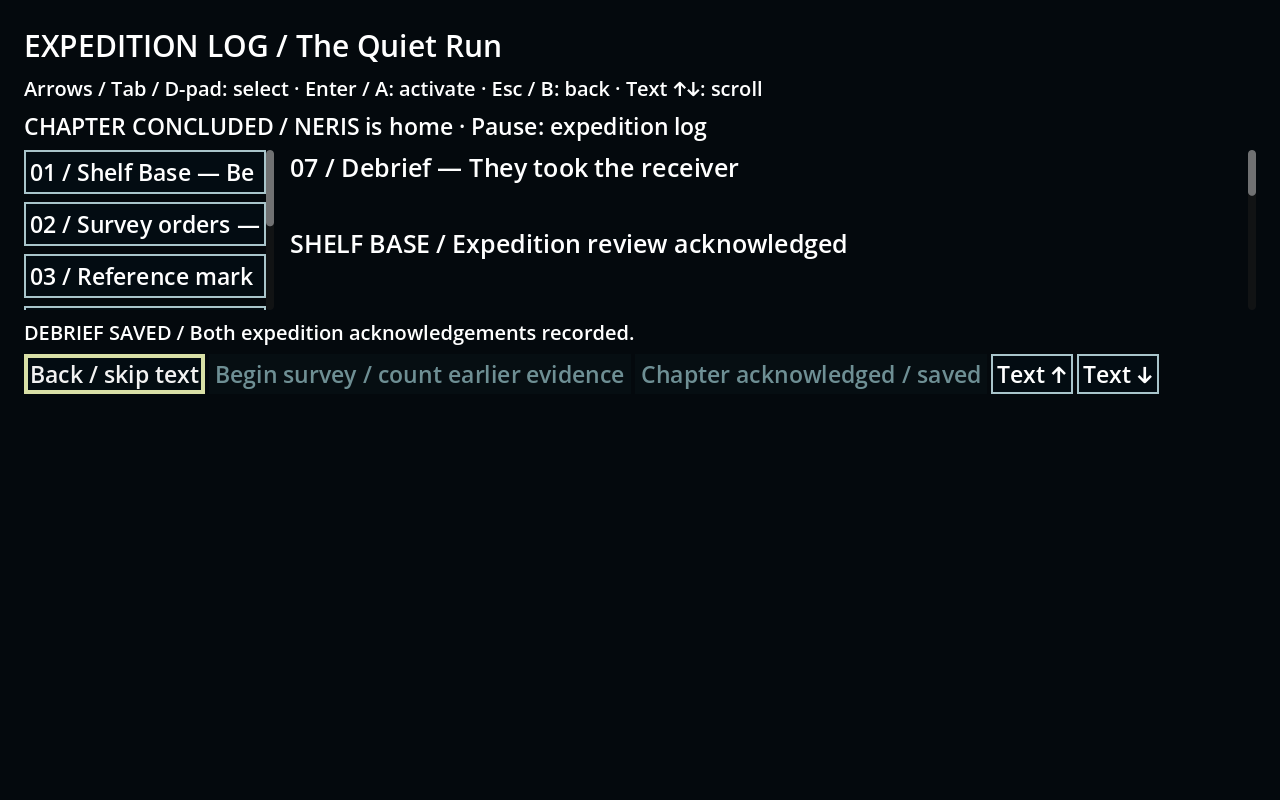 EXPEDITION LOG / The Quiet Run
Arrows / Tab / D-pad: select · Enter / A: activate · Esc / B: back · Text ↑↓: scroll
CHAPTER CONCLUDED / NERIS is home · Pause: expedition log
01 / Shelf Base — Be
02 / Survey orders —
03 / Reference mark
07 / Debrief — They took the receiver
SHELF BASE / Expedition review acknowledged
DEBRIEF SAVED / Both expedition acknowledgements recorded.
Back / skip text
Begin survey / count earlier evidence
Chapter acknowledged / saved
Text ↑
Text ↓